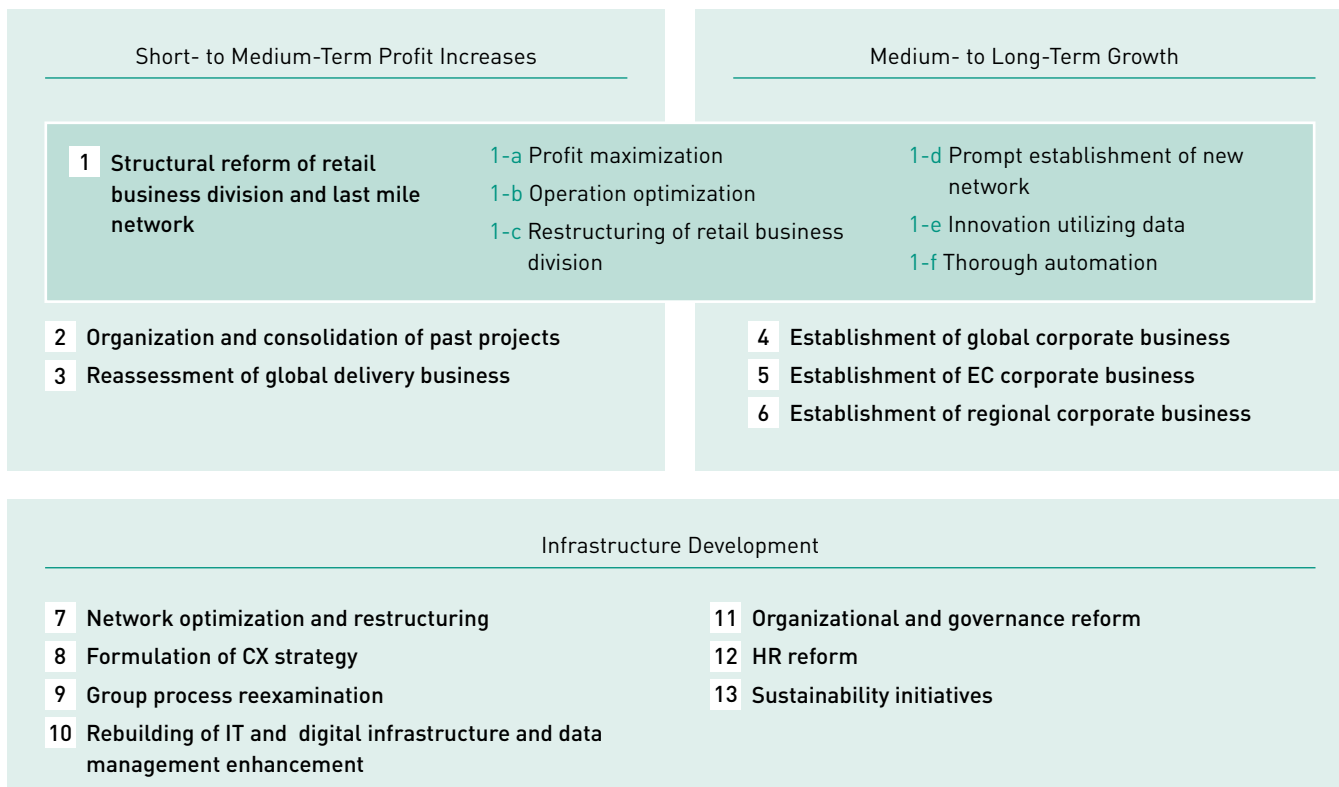 Short- to Medium-Term Profit Increases
Medium- to Long-Term Growth
1 Structural reform of retail
business division and last mile
network
1-a Profit maximization
1-b Operation optimization
1-c Restructuring of retail business
division
1-d Prompt establishment of new
network
1-e Innovation utilizing data
1-f Thorough automation
2 Organization and consolidation of past projects
3 Reassessment of global delivery business
4 Establishment of global corporate business
5 Establishment of EC corporate business
6 Establishment of regional corporate business
Infrastructure Development
7 Network optimization and restructuring
8 Formulation of CX strategy
9 Group process reexamination
10 Rebuilding of IT and digital infrastructure and data
management enhancement
11 Organizational and governance reform
12 HR reform
13 Sustainability initiatives